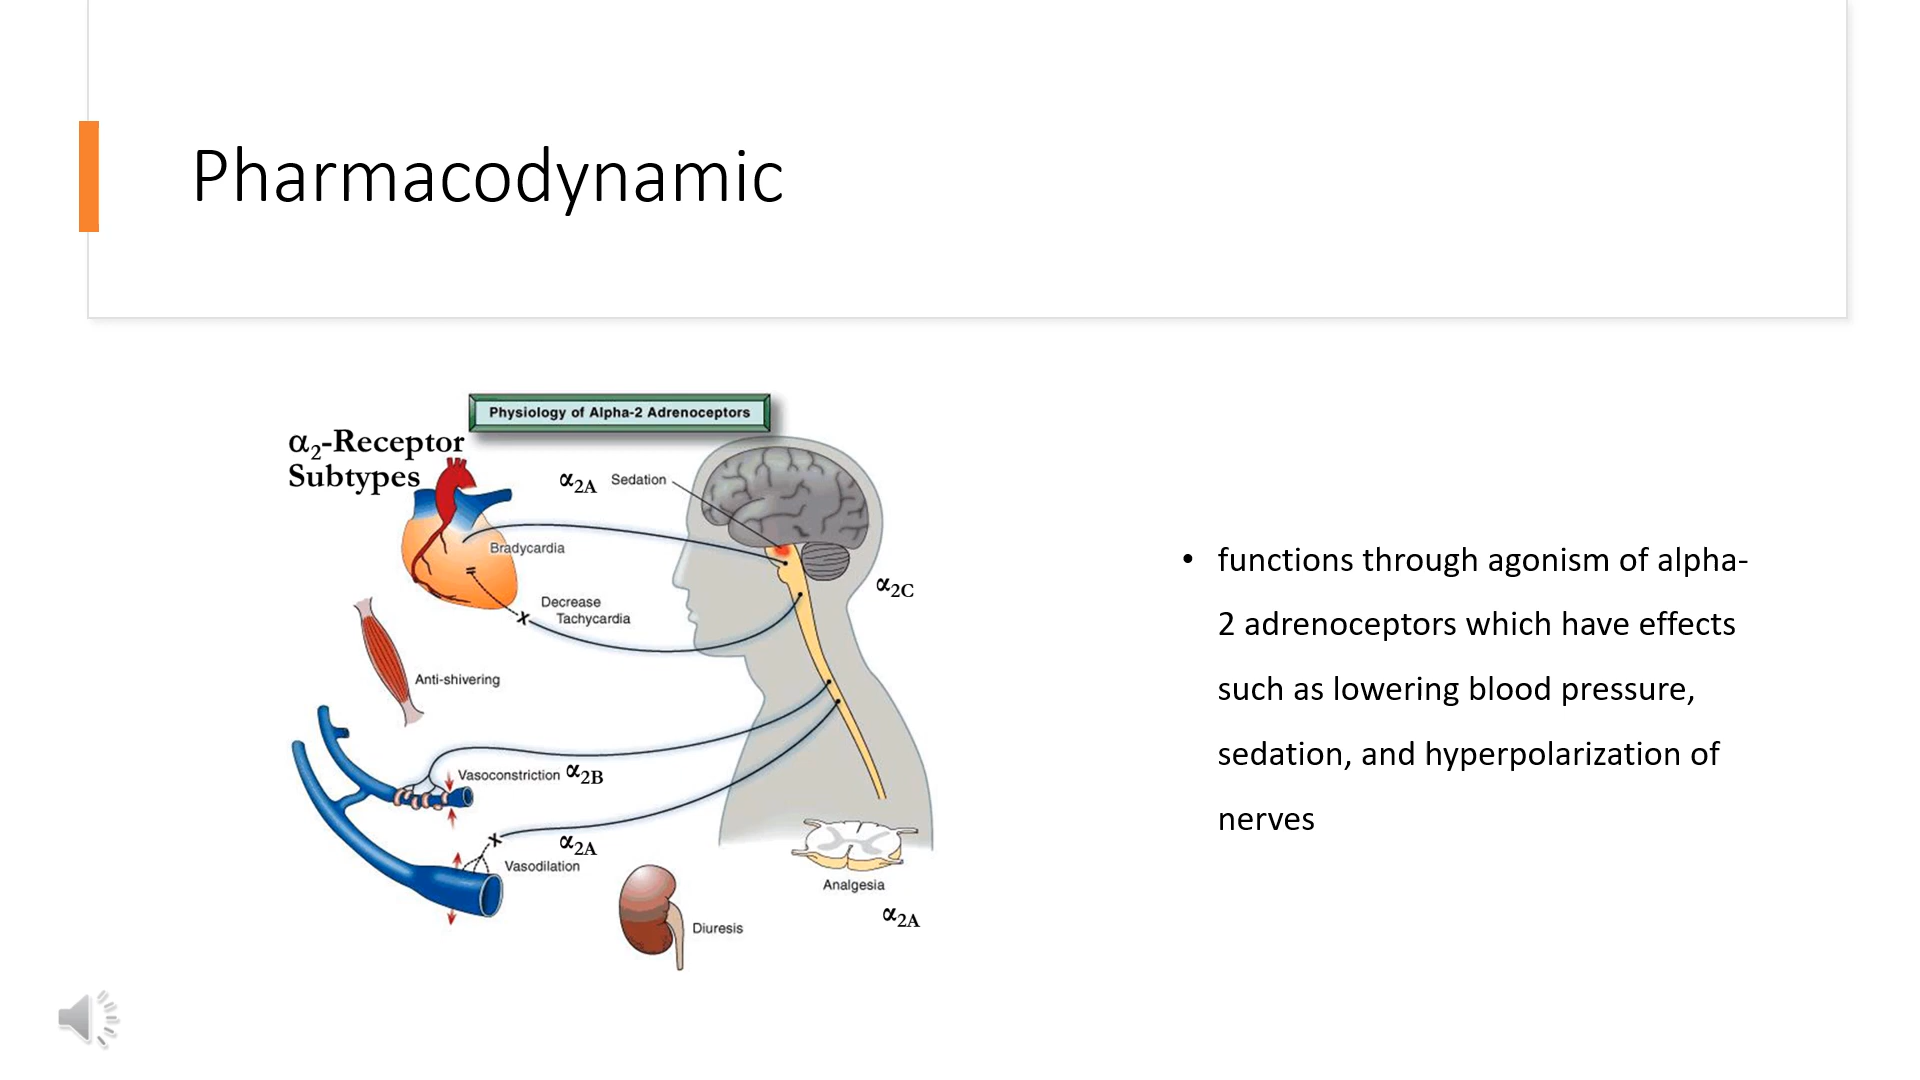 Pharmacodynamic
Physiology of Alpha-2 Adrenoceptors
α2-Receptor
Subtypes
α2A Sedation
Bradycardia
α2C
Decrease
Tachycardia
Anti-shivering
Vasoconstriction α2B
α2A
Vasodilation
Analgesia
α2A
Diuresis
• functions through agonism of alpha-
2 adrenoceptors which have effects
such as lowering blood pressure,
sedation, and hyperpolarization of
nerves